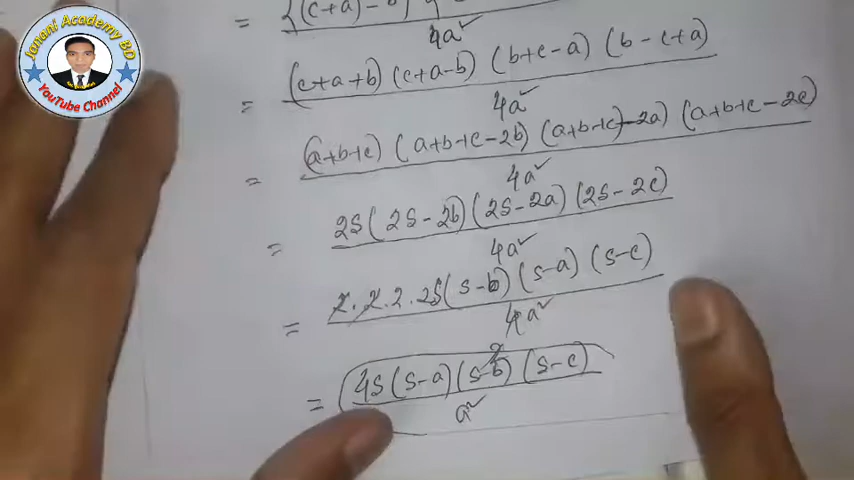 Janani Academy BD
YouTube Channel
= {(c+a)-b} {
4a²
= (c+a+b) (c+a-b) (b+c-a) (b-c+a)
4a²
= (a+b+c) (a+b+c-2b) (a+b+c-2a) (a+b+c-2c)
4a²
= 2s(2s-2b)(2s-2a)(2s-2c)
4a²
= 2.2.2.2s(s-b)(s-a)(s-c)
4a²
= 4s(s-a)(s-b)(s-c)
a²